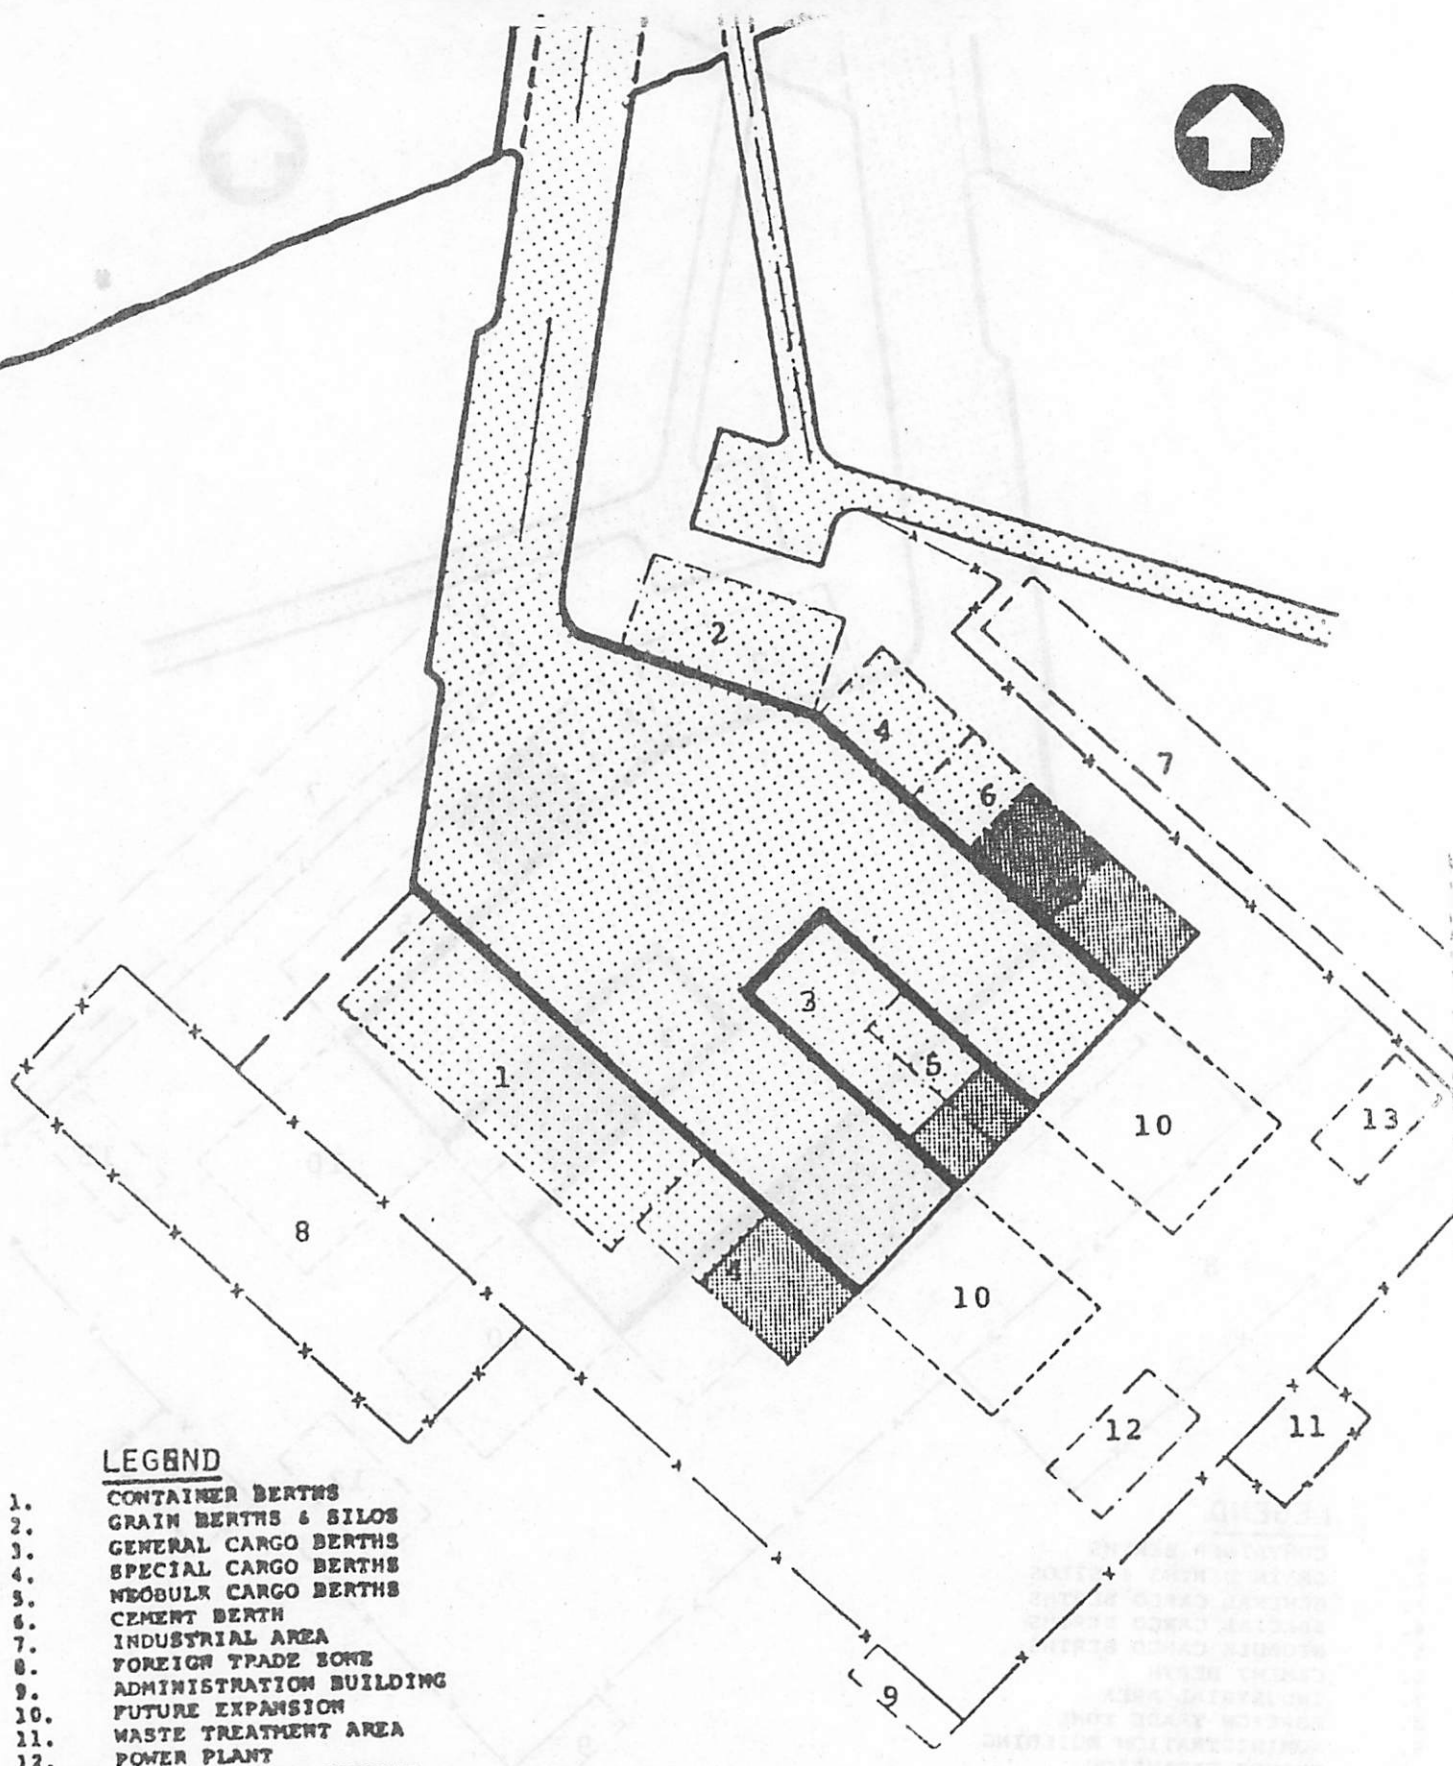 2
4
6
7
3
5
1
10
13
8
4
10
12
11
9
LEGEND
1. CONTAINER BERTHS
2. GRAIN BERTHS & SILOS
3. GENERAL CARGO BERTHS
4. SPECIAL CARGO BERTHS
5. NEOBULK CARGO BERTHS
6. CEMENT BERTH
7. INDUSTRIAL AREA
8. FOREIGN TRADE ZONE
9. ADMINISTRATION BUILDING
10. FUTURE EXPANSION
11. WASTE TREATMENT AREA
12. POWER PLANT